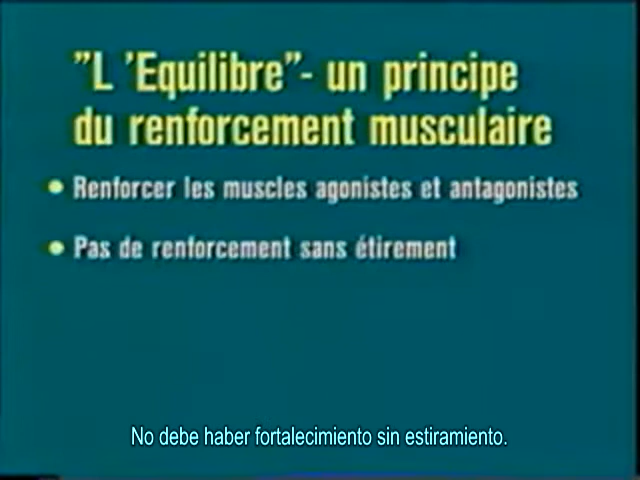 "L 'Equilibre"- un principe
du renforcement musculaire
Renforcer les muscles agonistes et antagonistes
Pas de renforcement sans étirement
No debe haber fortalecimiento sin estiramiento.